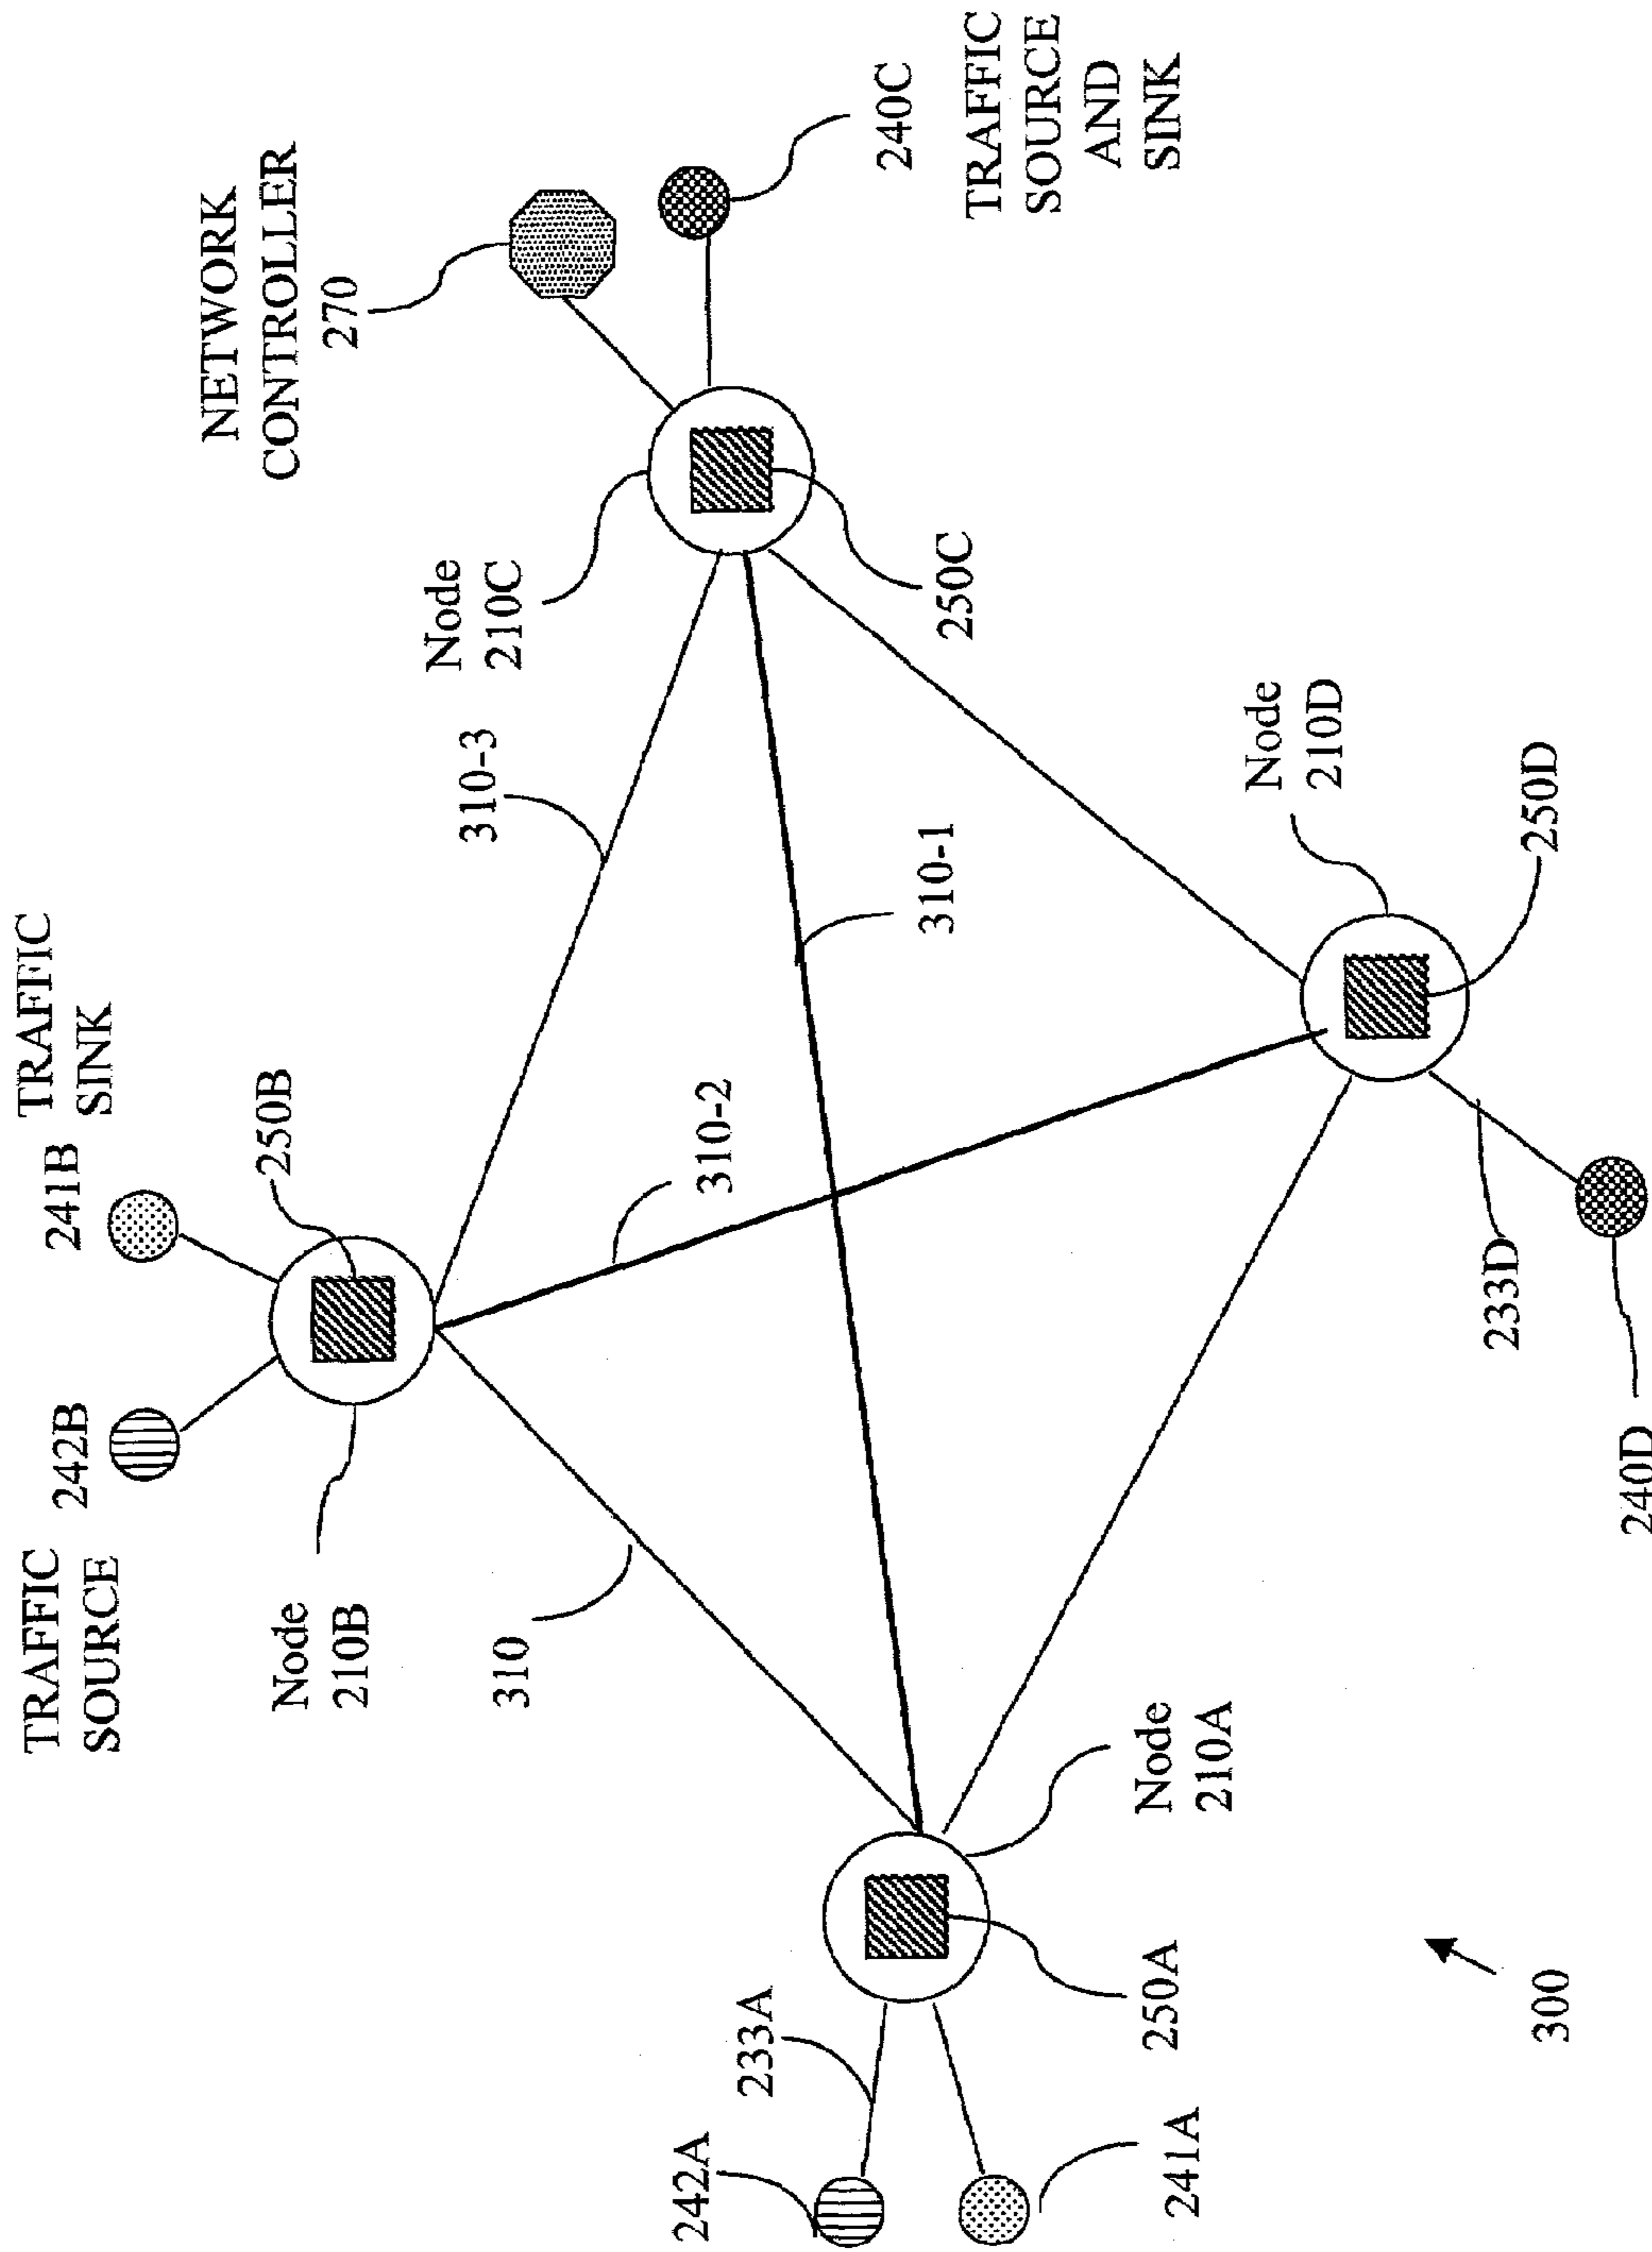 TRAFFIC
SOURCE
242B
241B
TRAFFIC
SINK
250B
Node
210B
NETWORK
CONTROLLER
270
310
310-3
Node
210C
310-2
242A
233A
310-1
250C
240C
TRAFFIC
SOURCE
AND
SINK
241A
250A
Node
210A
Node
210D
233D
250D
300
240D